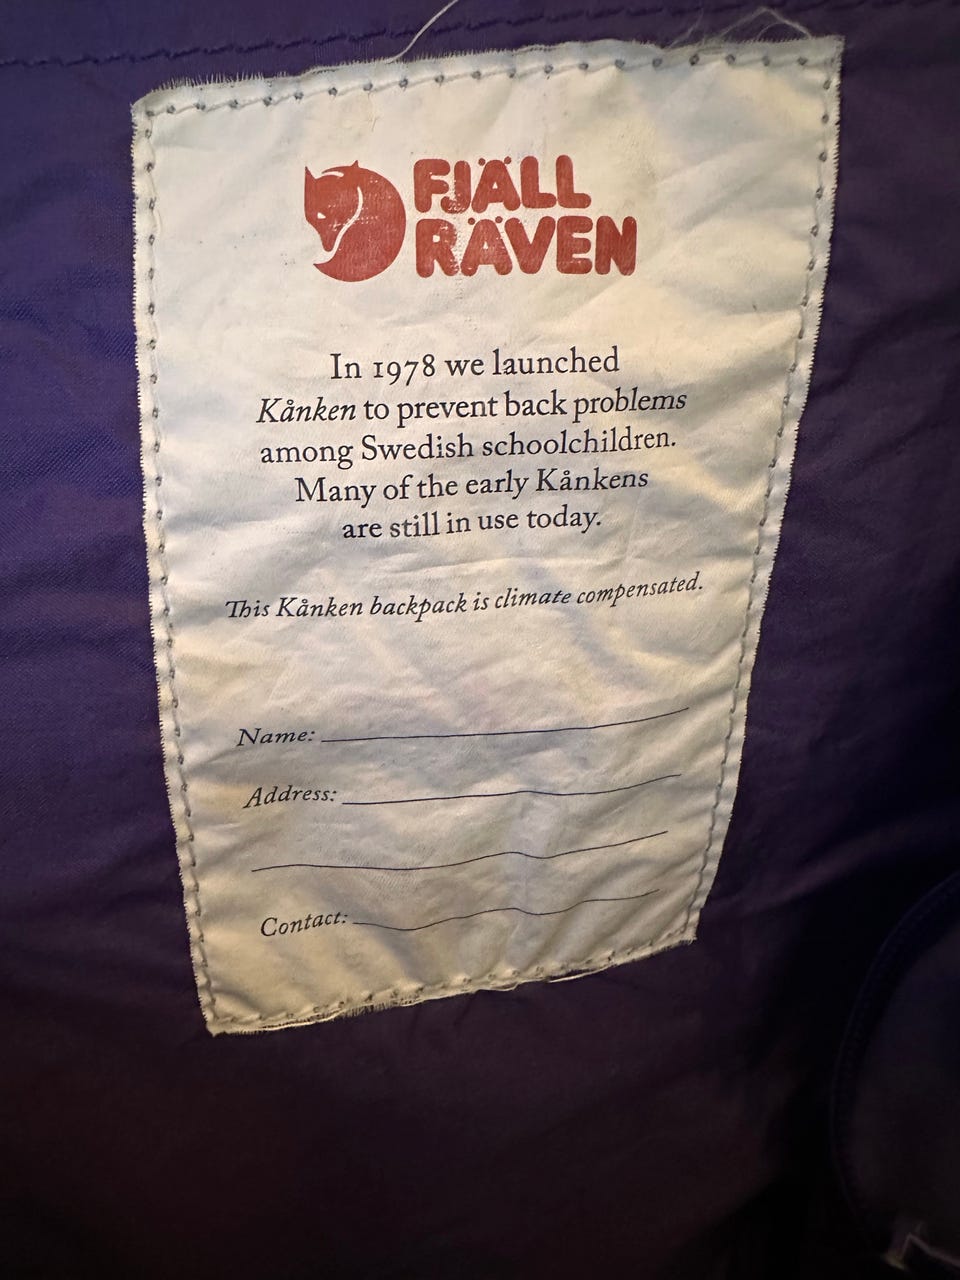 FJÄLL
RÄVEN
In 1978 we launched
Kånken to prevent back problems
among Swedish schoolchildren.
Many of the early Kånkens
are still in use today.
This Kånken backpack is climate compensated.
Name:
Address:
Contact: